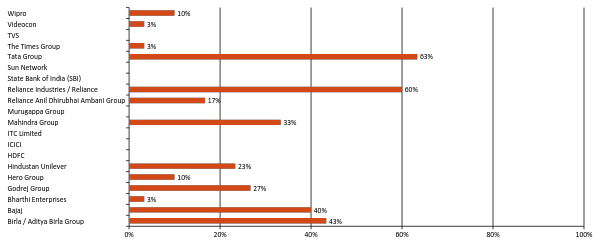 Wipro 10%
Videocon 3%
TVS
The Times Group 3%
Tata Group 63%
Sun Network
State Bank of India (SBI)
Reliance Industries / Reliance 60%
Reliance Anil Dhirubhai Ambani Group 17%
Murugappa Group
Mahindra Group 33%
ITC Limited
ICICI
HDFC
Hindustan Unilever 23%
Hero Group 10%
Godrej Group 27%
Bharthi Enterprises 3%
Bajaj 40%
Birla / Aditya Birla Group 43%
0% 20% 40% 60% 80% 100%